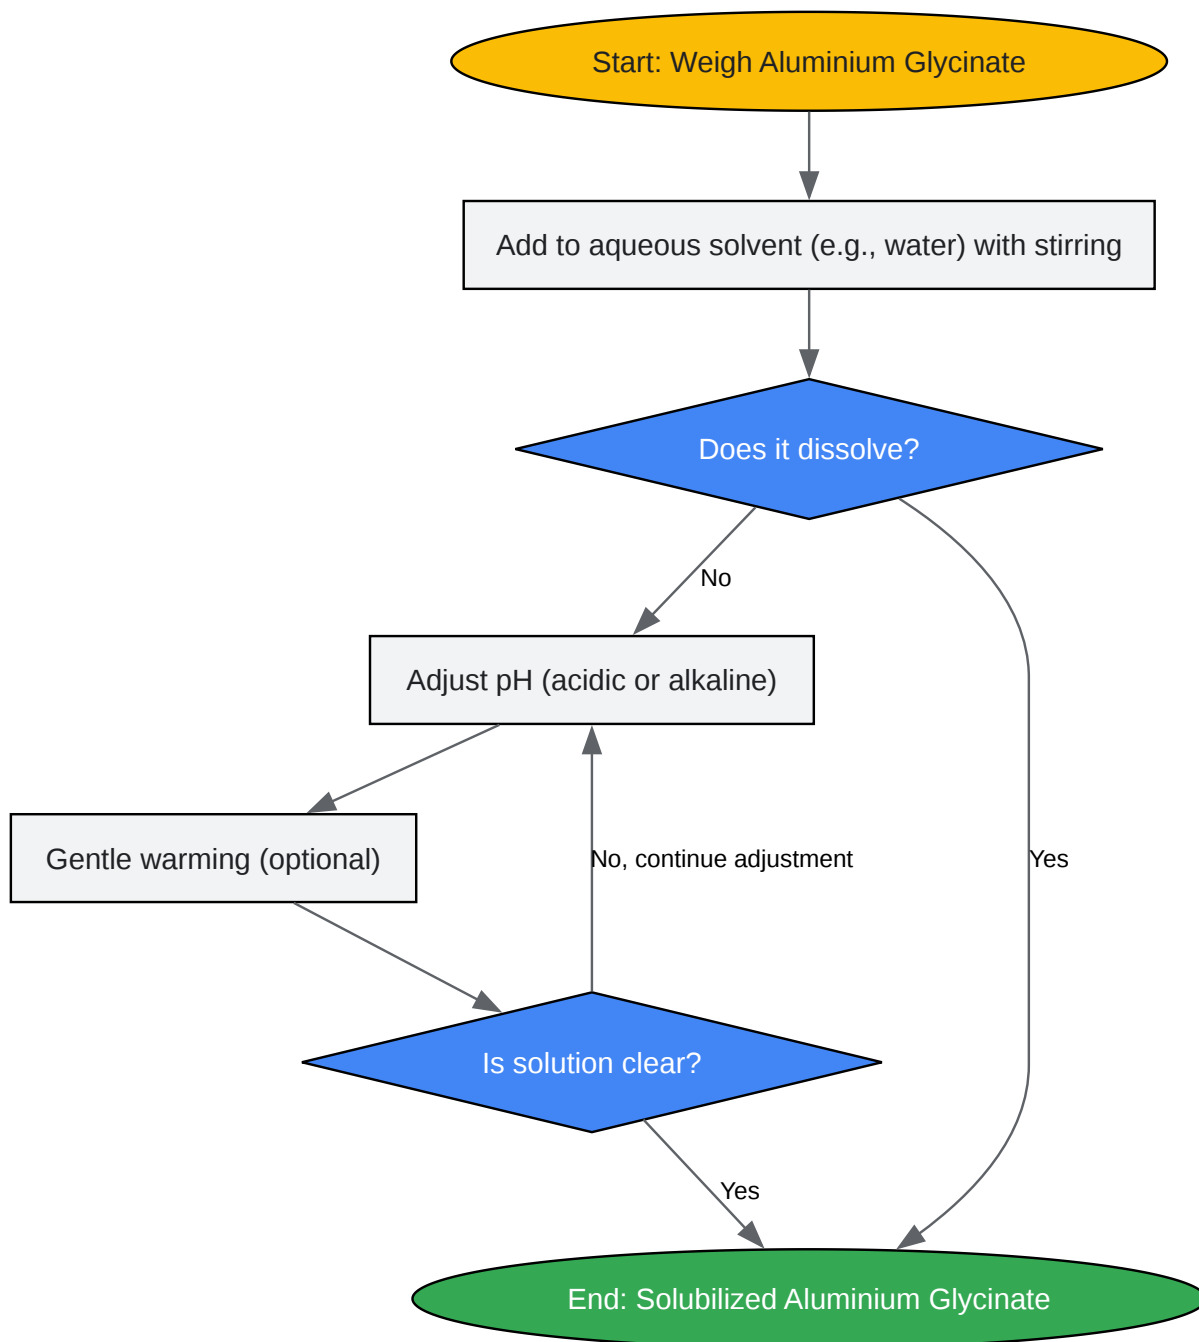 Start: Weigh Aluminium Glycinate
Add to aqueous solvent (e.g., water) with stirring
Does it dissolve?
No
Adjust pH (acidic or alkaline)
Gentle warming (optional)
No, continue adjustment
Yes
Is solution clear?
Yes
End: Solubilized Aluminium Glycinate